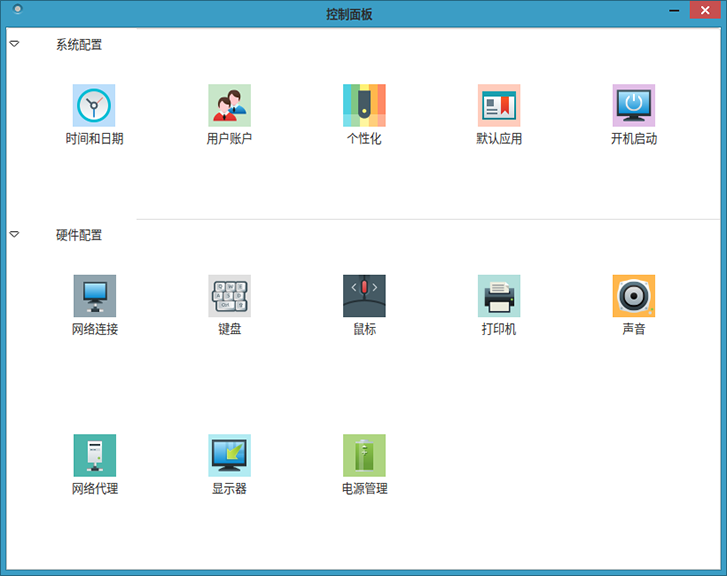 控制面板
系统配置
时间和日期 用户账户 个性化 默认应用 开机启动
硬件配置
网络连接 键盘 鼠标 打印机 声音
网络代理 显示器 电源管理